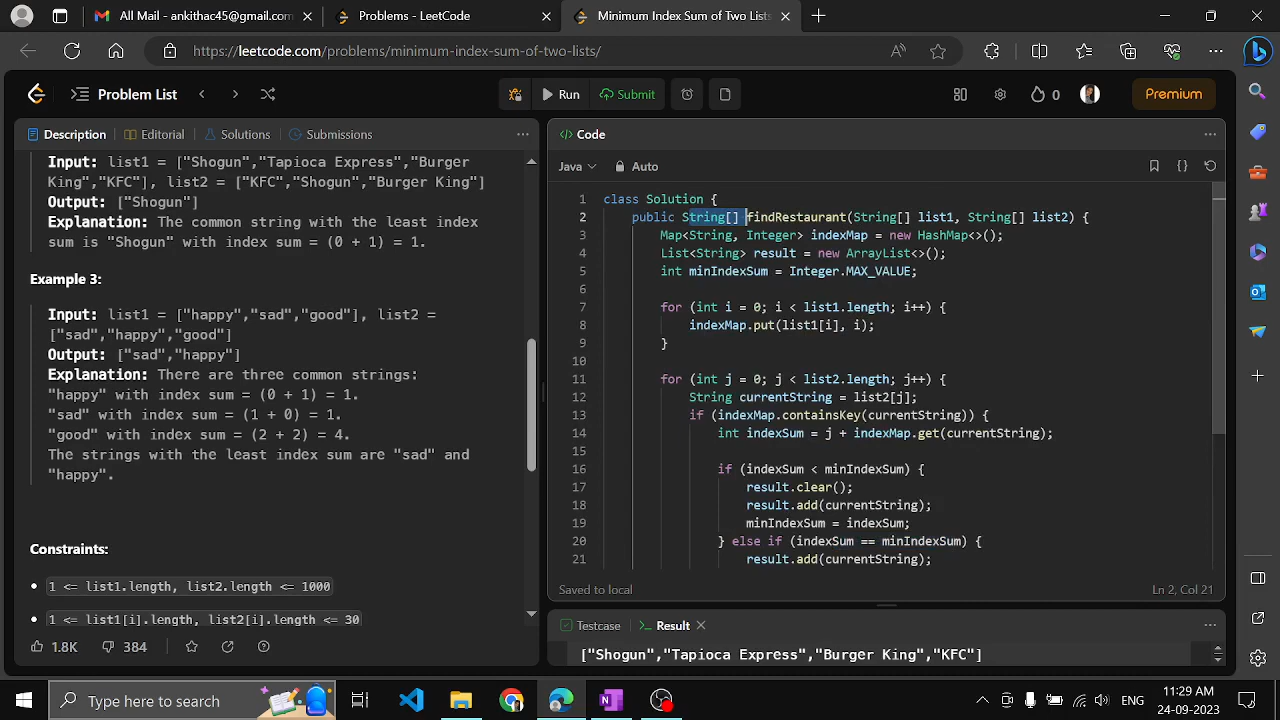 All Mail - ankithac45@gmail.com
Problems - LeetCode
Minimum Index Sum of Two Lists
https://leetcode.com/problems/minimum-index-sum-of-two-lists/
Problem List
Run
Submit
0
Premium
Description
Editorial
Solutions
Submissions
Input: list1 = ["Shogun","Tapioca Express","Burger
King","KFC"], list2 = ["KFC","Shogun","Burger King"]
Output: ["Shogun"]
Explanation: The common string with the least index
sum is "Shogun" with index sum = (0 + 1) = 1.
Example 3:
Input: list1 = ["happy","sad","good"], list2 =
["sad","happy","good"]
Output: ["sad","happy"]
Explanation: There are three common strings:
"happy" with index sum = (0 + 1) = 1.
"sad" with index sum = (1 + 0) = 1.
"good" with index sum = (2 + 2) = 4.
The strings with the least index sum are "sad" and
"happy".
Constraints:
1 <= list1.length, list2.length <= 1000
1 <= list1[i].length, list2[i].length <= 30
1.8K
384
Code
Java
Auto
1 class Solution {
2 public String[] findRestaurant(String[] list1, String[] list2) {
3 Map<String, Integer> indexMap = new HashMap<>();
4 List<String> result = new ArrayList<>();
5 int minIndexSum = Integer.MAX_VALUE;
6
7 for (int i = 0; i < list1.length; i++) {
8 indexMap.put(list1[i], i);
9 }
10
11 for (int j = 0; j < list2.length; j++) {
12 String currentString = list2[j];
13 if (indexMap.containsKey(currentString)) {
14 int indexSum = j + indexMap.get(currentString);
15
16 if (indexSum < minIndexSum) {
17 result.clear();
18 result.add(currentString);
19 minIndexSum = indexSum;
20 } else if (indexSum == minIndexSum) {
21 result.add(currentString);
Saved to local
Ln 2, Col 21
Testcase
Result
["Shogun","Tapioca Express","Burger King","KFC"]
Type here to search
ENG
11:29 AM
24-09-2023